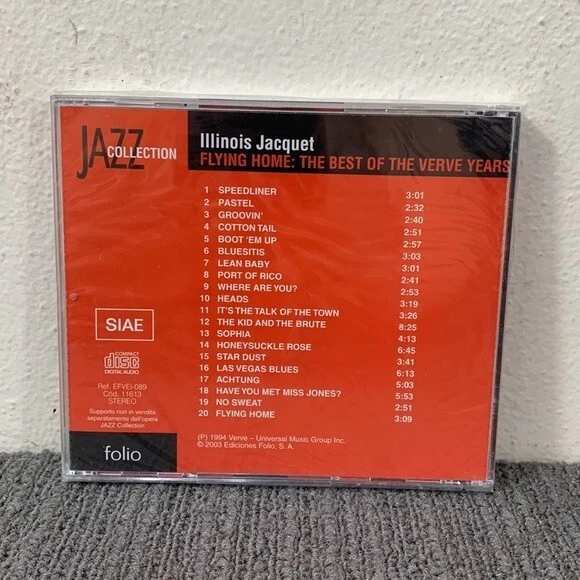 JAZZ
COLLECTION
Illinois Jacquet
FLYING HOME: THE BEST OF THE VERVE YEARS
1 SPEEDLINER 3:01
2 PASTEL 2:32
3 GROOVIN' 2:40
4 COTTON TAIL 2:51
5 BOOT 'EM UP 2:57
6 BLUESITIS 3:03
7 LEAN BABY 3:01
8 PORT OF RICO 2:41
9 WHERE ARE YOU? 2:53
10 HEADS 3:19
11 IT'S THE TALK OF THE TOWN 3:26
12 THE KID AND THE BRUTE 8:25
13 SOPHIA 4:13
14 HONEYSUCKLE ROSE 6:45
15 STAR DUST 3:41
16 LAS VEGAS BLUES 6:13
17 ACHTUNG 5:03
18 HAVE YOU MET MISS JONES? 5:53
19 NO SWEAT 2:51
20 FLYING HOME 3:09
(P) 1994 Verve – Universal Music Group Inc.
© 2003 Ediciones Folio, S. A.
SIAE
COMPACT
disc
DIGITAL AUDIO
Ref. EFVEi-089
Cód. 11613
STEREO
Supporto non in vendita
separatamente dall'opera
JAZZ Collection
folio